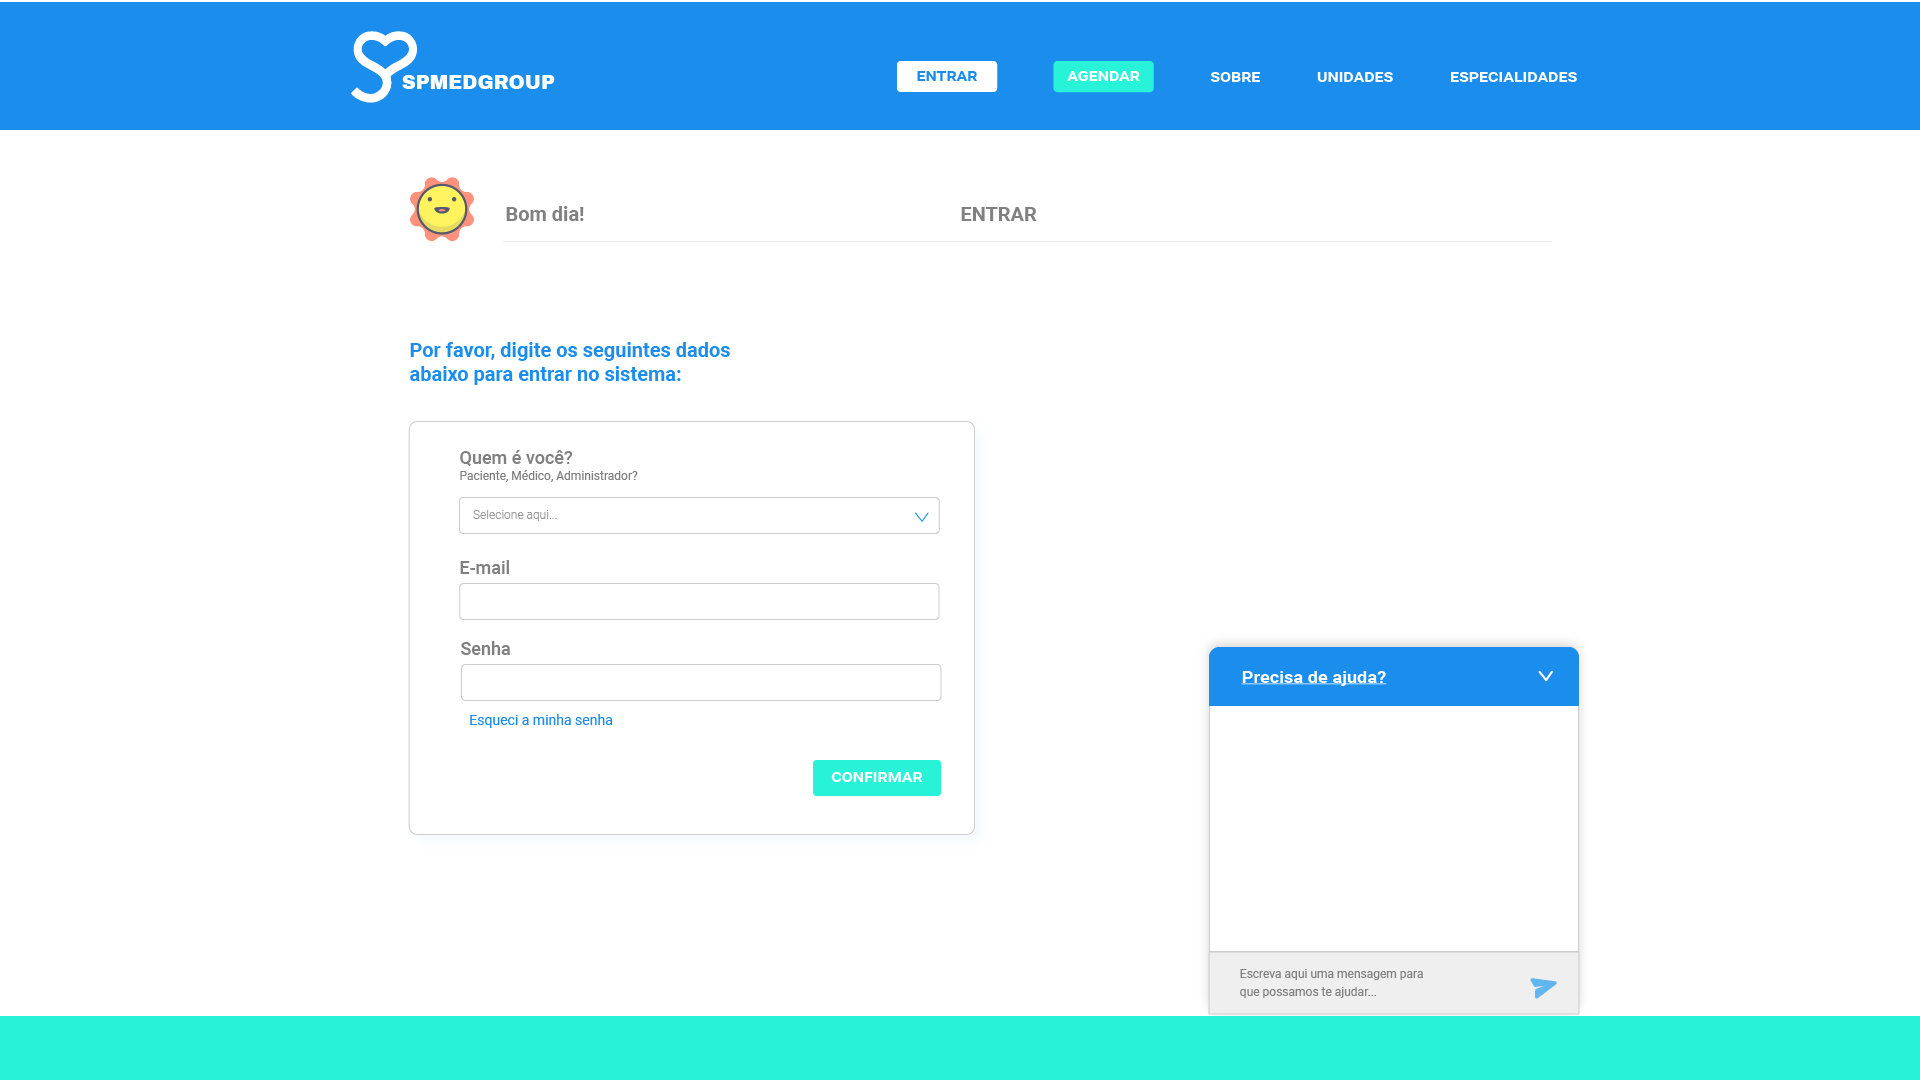 SPMEDGROUP
ENTRAR
AGENDAR
SOBRE
UNIDADES
ESPECIALIDADES
Bom dia!
ENTRAR
Por favor, digite os seguintes dados
abaixo para entrar no sistema:
Quem é você?
Paciente, Médico, Administrador?
Selecione aqui...
E-mail
Senha
Esqueci a minha senha
CONFIRMAR
Precisa de ajuda?
Escreva aqui uma mensagem para
que possamos te ajudar...